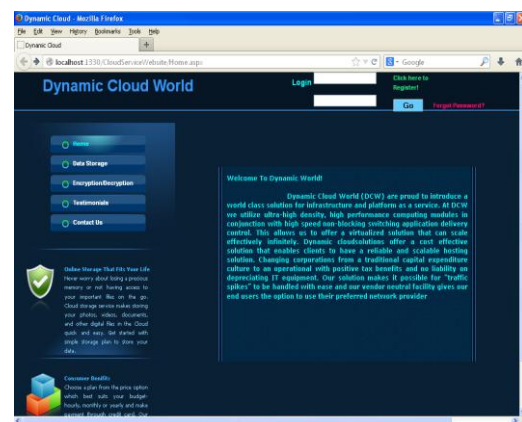 Dynamic Cloud - Mozilla Firefox
File Edit View History Bookmarks Tools Help
Dynamic Cloud
+
localhost:1330/CloudServiceWebsite/Home.aspx
Google
Dynamic Cloud World
Login
Click here to
Register!
Go
Forgot Password?
Home
Data Storage
Encryption/Decryption
Testimonials
Contact Us
Welcome To Dynamic World!
Dynamic Cloud World (DCW) are proud to introduce a
world class solution for infrastructure and platform as a service. At DCW
we utilize ultra-high density, high performance computing modules in
conjunction with high speed non-blocking switching application delivery
control. This allows us to offer a virtualized solution that can scale
effectively infinitely. Dynamic cloudsolutions offer a cost effective
solution that enables clients to have a reliable and scalable hosting
solution. Changing corporations from a traditional capital expenditure
culture to an operational with positive tax benefits and no liability on
depreciating IT equipment. Our solution makes it possible for "traffic
spikes" to be handled with ease and our vendor neutral facility gives our
end users the option to use their preferred network provider
Online Storage That Fits Your Life
Never worry about losing a precious
memory or not having access to
your important files on the go.
Cloud storage service makes storing
your photos, videos, documents,
and other digital files in the Cloud
quick and easy. Get started with
simple storage plan to store your
data.
Consumer Benefits
Choose a plan from the price option
which best suits your budget-
hourly, monthly or yearly and make
payment through credit card. Our